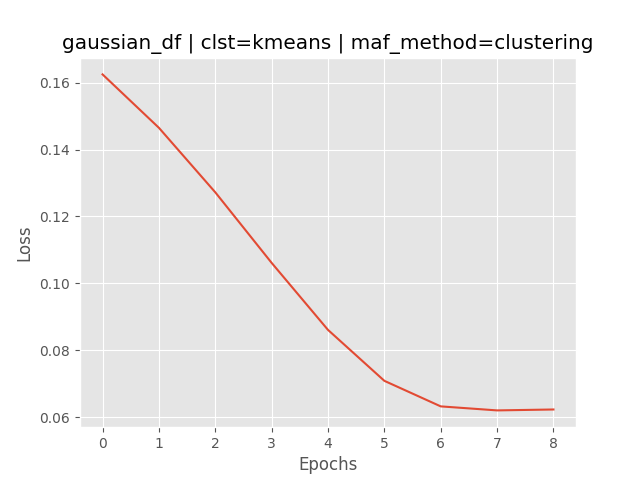 gaussian_df | clst=kmeans | maf_method=clustering
0.16
0.14
0.12
0.10
0.08
0.06
Loss
0 1 2 3 4 5 6 7 8
Epochs